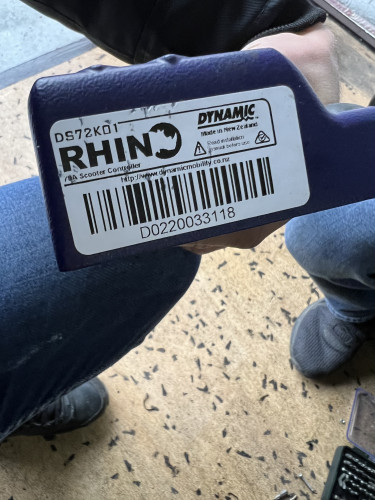 DS72K01
RHINO
70A Scooter Controller
DYNAMIC
Made in New Zealand
Read installation
manual before use
http://www.dynamicmobility.co.nz
D0220033118